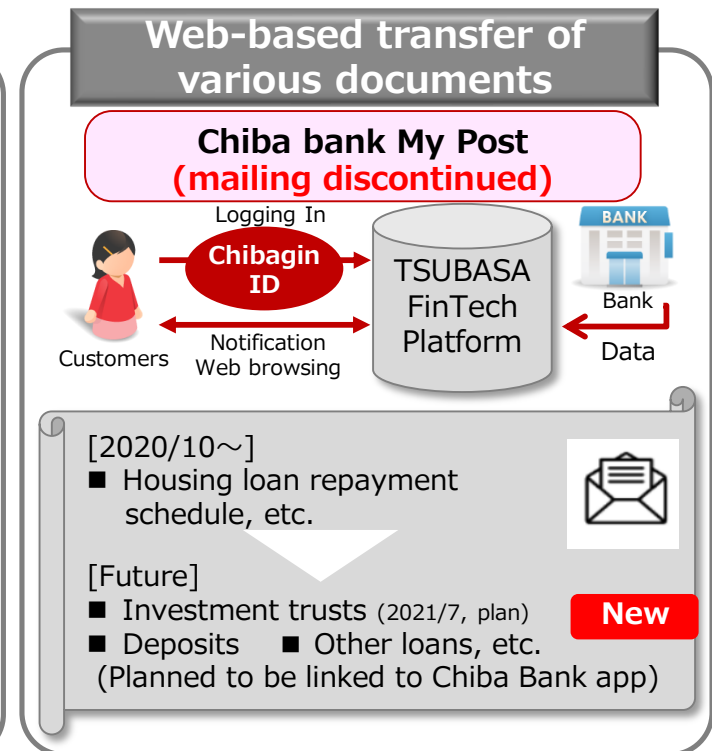 Web-based transfer of
various documents
Chiba bank My Post
(mailing discontinued)
Logging In
Chibagin
ID
TSUBASA
FinTech
Platform
BANK
Bank
Data
Customers
Notification
Web browsing
[2020/10～]
■ Housing loan repayment
schedule, etc.
[Future]
■ Investment trusts (2021/7, plan)
New
■ Deposits ■ Other loans, etc.
(Planned to be linked to Chiba Bank app)